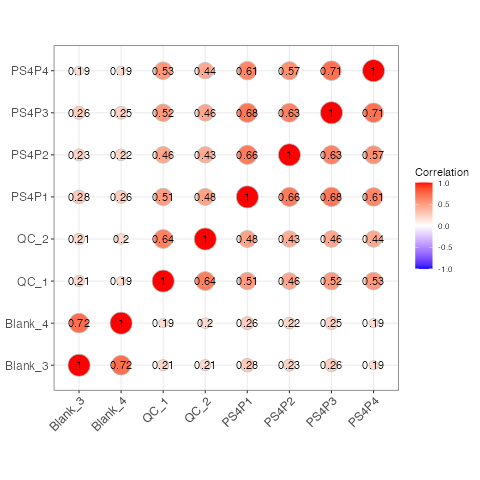 PS4P4 0.19 0.19 0.53 0.44 0.61 0.57 0.71 1
PS4P3 0.26 0.25 0.52 0.46 0.68 0.63 1 0.71
PS4P2 0.23 0.22 0.46 0.43 0.66 1 0.63 0.57
PS4P1 0.28 0.26 0.51 0.48 1 0.66 0.68 0.61
QC_2 0.21 0.2 0.64 1 0.48 0.43 0.46 0.44
QC_1 0.21 0.19 1 0.64 0.51 0.46 0.52 0.53
Blank_4 0.72 1 0.19 0.2 0.26 0.22 0.25 0.19
Blank_3 1 0.72 0.21 0.21 0.28 0.23 0.26 0.19
Blank_3 Blank_4 QC_1 QC_2 PS4P1 PS4P2 PS4P3 PS4P4
Correlation
1.0
0.5
0.0
-0.5
-1.0